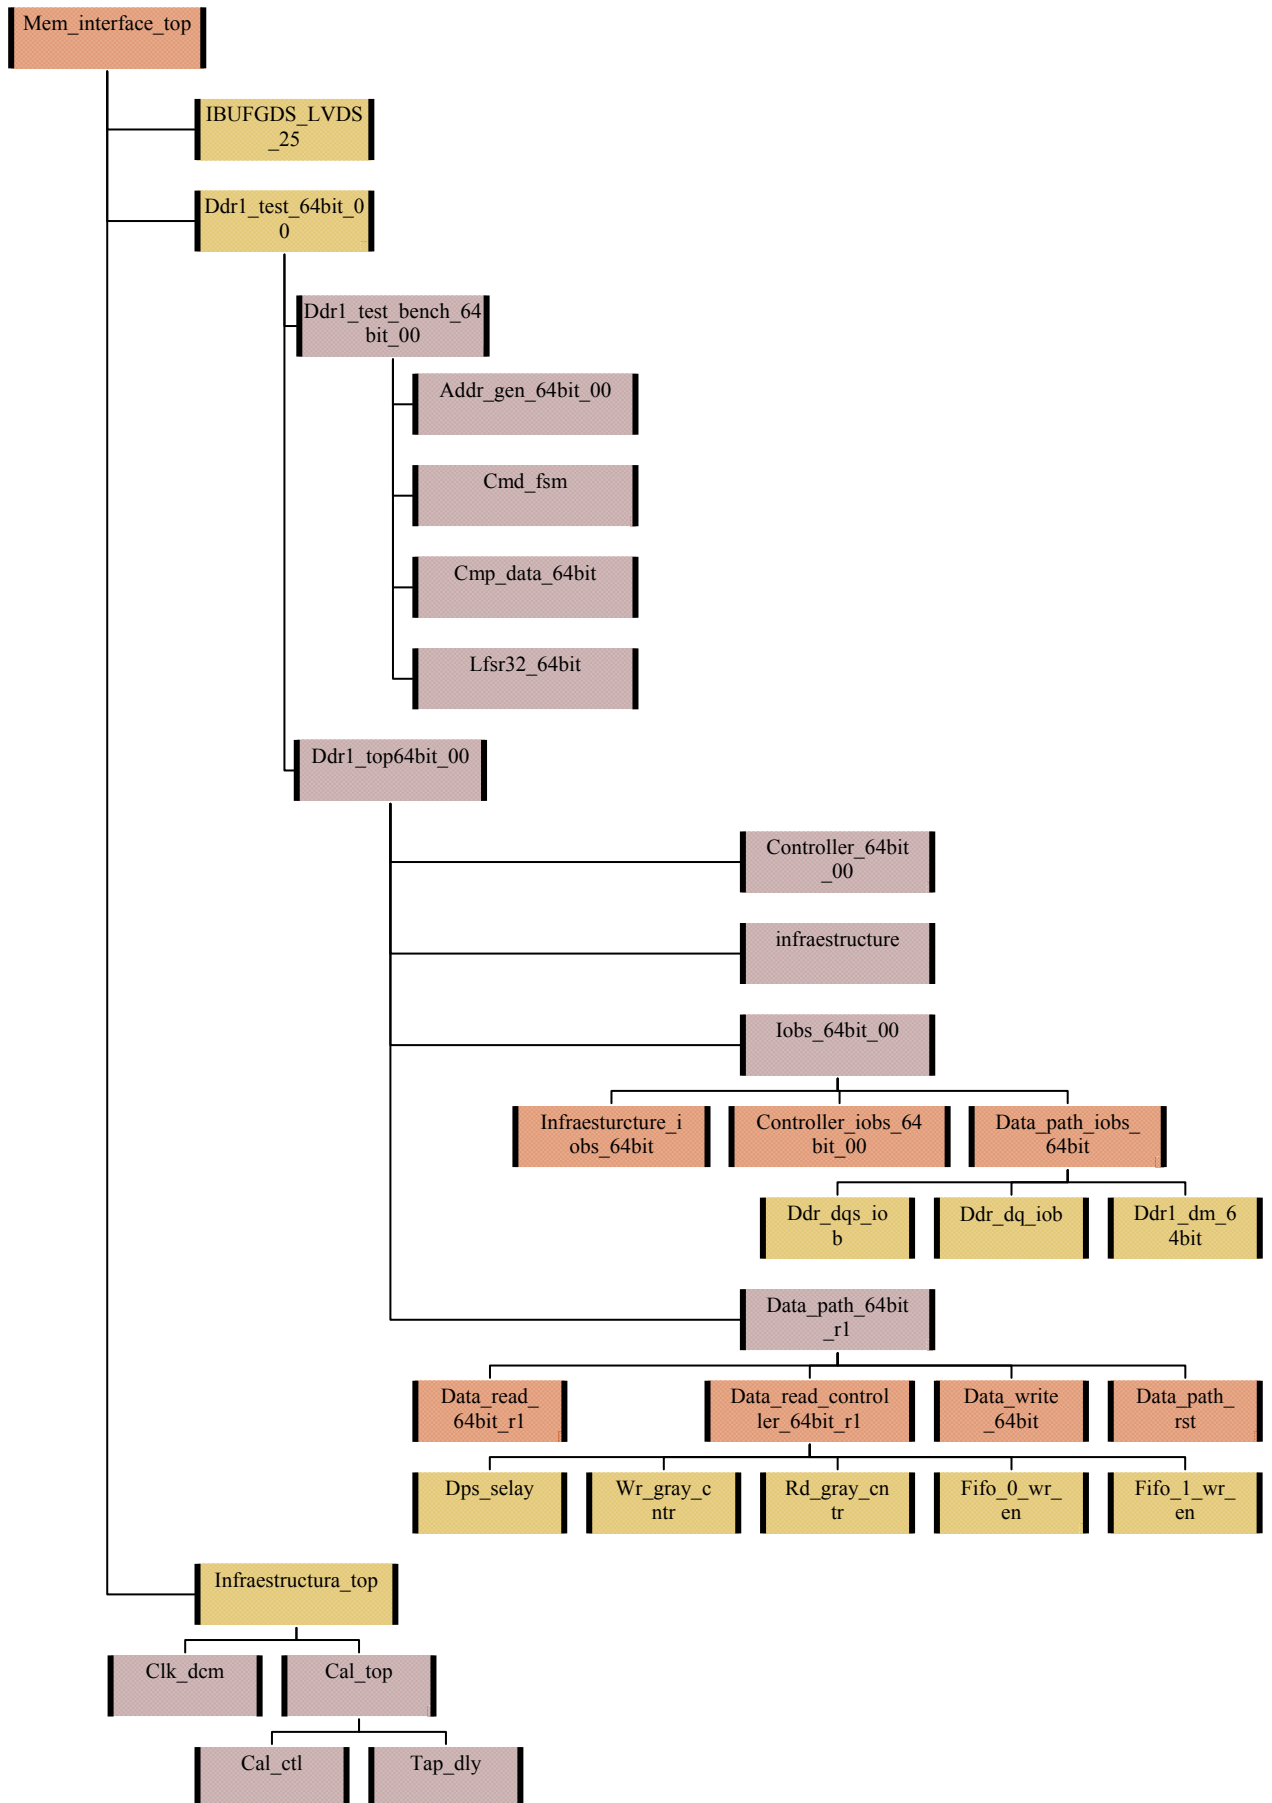 Mem_interface_top
IBUFGDS_LVDS
_25
Ddr1_test_64bit_0
0
Ddr1_test_bench_64
bit_00
Addr_gen_64bit_00
Cmd_fsm
Cmp_data_64bit
Lfsr32_64bit
Ddr1_top64bit_00
Controller_64bit
_00
infraestructure
Iobs_64bit_00
Infraesturcture_i
obs_64bit
Controller_iobs_64
bit_00
Data_path_iobs_
64bit
Ddr_dqs_io
b
Ddr_dq_iob
Ddr1_dm_6
4bit
Data_path_64bit
_r1
Data_read_
64bit_r1
Data_read_control
ler_64bit_r1
Data_write
_64bit
Data_path_
rst
Dps_selay
Wr_gray_c
ntr
Rd_gray_cn
tr
Fifo_0_wr_
en
Fifo_1_wr_
en
Infraestructura_top
Clk_dcm
Cal_top
Cal_ctl
Tap_dly